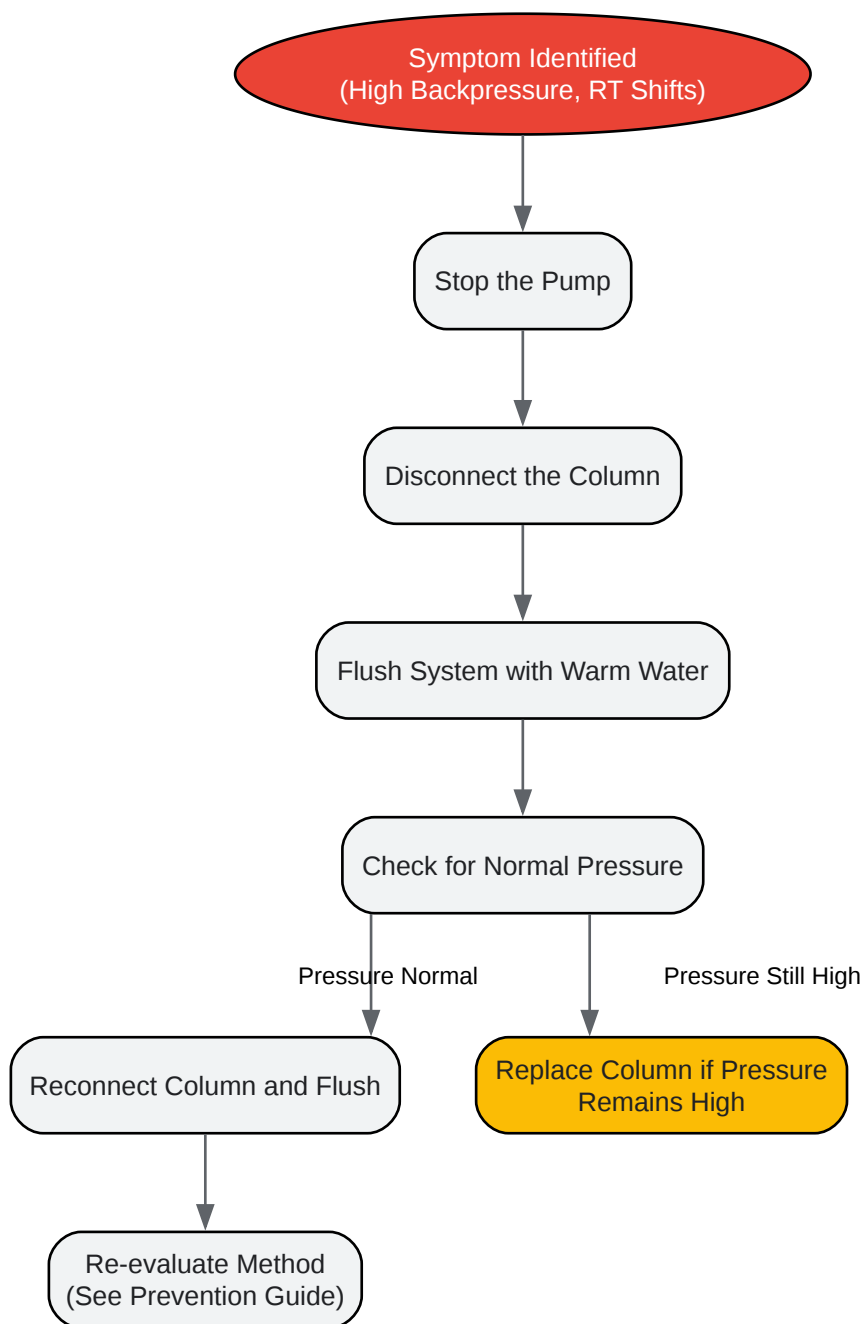 Symptom Identified
(High Backpressure, RT Shifts)
Stop the Pump
Disconnect the Column
Flush System with Warm Water
Check for Normal Pressure
Pressure Normal
Pressure Still High
Reconnect Column and Flush
Replace Column if Pressure
Remains High
Re-evaluate Method
(See Prevention Guide)